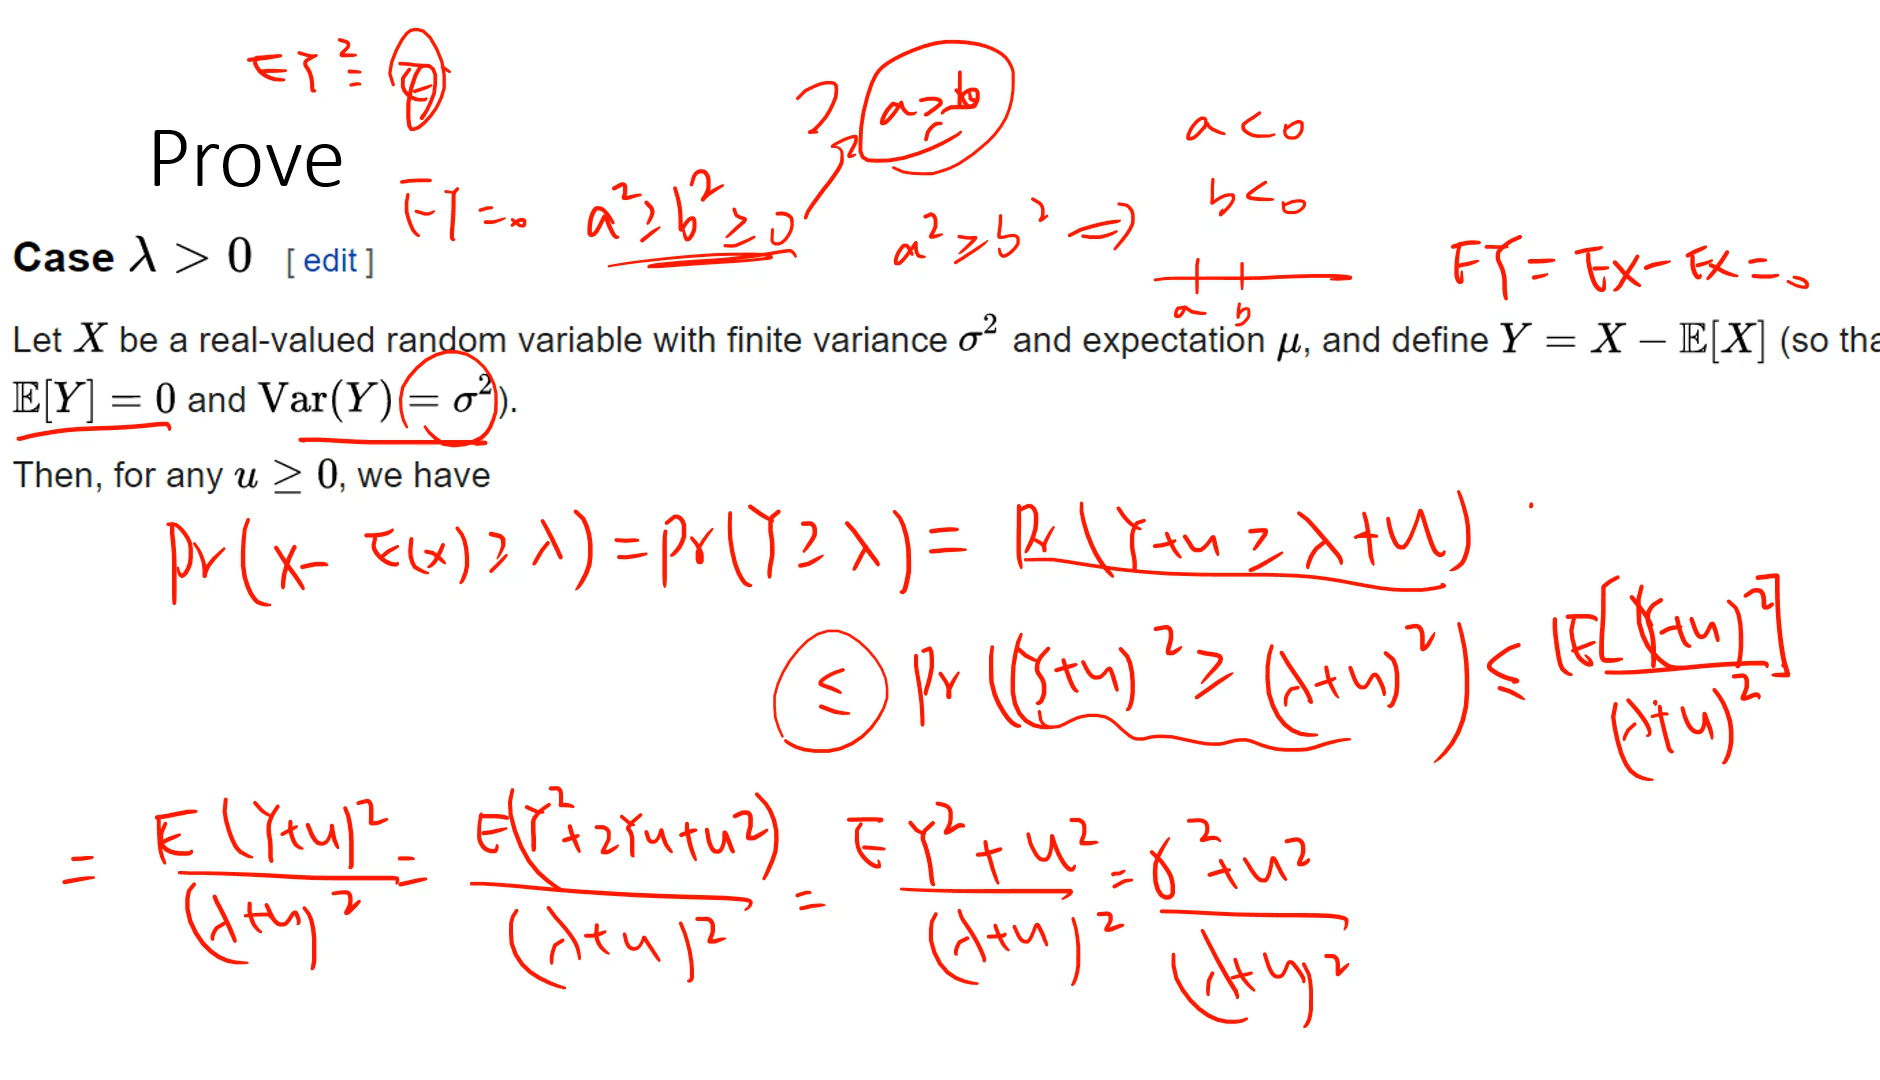 EY² =
Prove
a ≥ b
a < 0
b < 0
EY = 0
a² ≥ b² ≥ 0
a² ≥ b² ⇒
a b
EY = EX - EX = 0
Case λ > 0 [ edit ]
Let X be a real-valued random variable with finite variance σ² and expectation μ, and define Y = X − 𝔼[X] (so tha
𝔼[Y] = 0 and Var(Y) = σ²).
Then, for any u ≥ 0, we have
Pr(X - E(X) ≥ λ) = Pr(Y ≥ λ) = Pr(Y+u ≥ λ+u)
≤ Pr((Y+u)² ≥ (λ+u)²) ≤ E[(Y+u)²] / (λ+u)²
= E(Y+u)² / (λ+u)² = E(Y²+2Yu+u²) / (λ+u)² = EY²+u² / (λ+u)² = σ²+u² / (λ+u)²